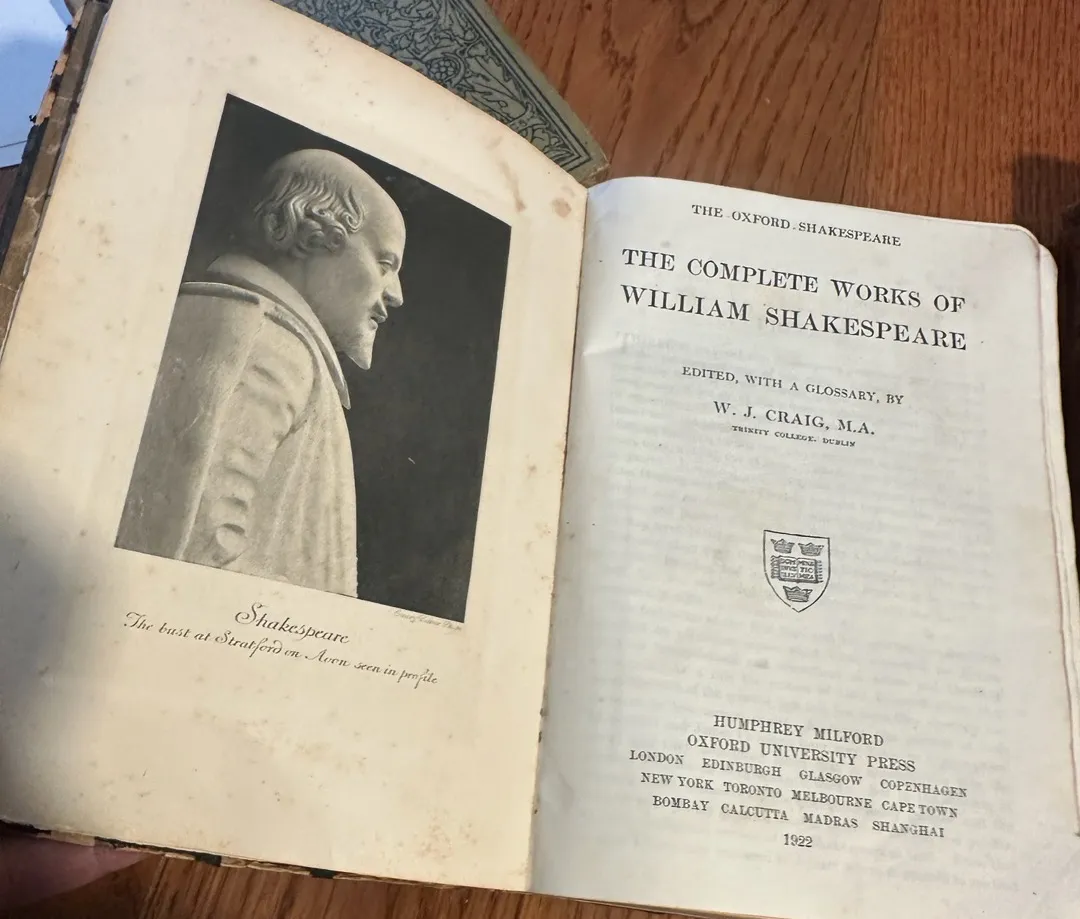 Shakespeare
The bust at Stratford on Avon seen in profile
THE OXFORD SHAKESPEARE
THE COMPLETE WORKS OF
WILLIAM SHAKESPEARE
EDITED, WITH A GLOSSARY, BY
W. J. CRAIG, M.A.
TRINITY COLLEGE, DUBLIN
HUMPHREY MILFORD
OXFORD UNIVERSITY PRESS
LONDON EDINBURGH GLASGOW COPENHAGEN
NEW YORK TORONTO MELBOURNE CAPE TOWN
BOMBAY CALCUTTA MADRAS SHANGHAI
1922